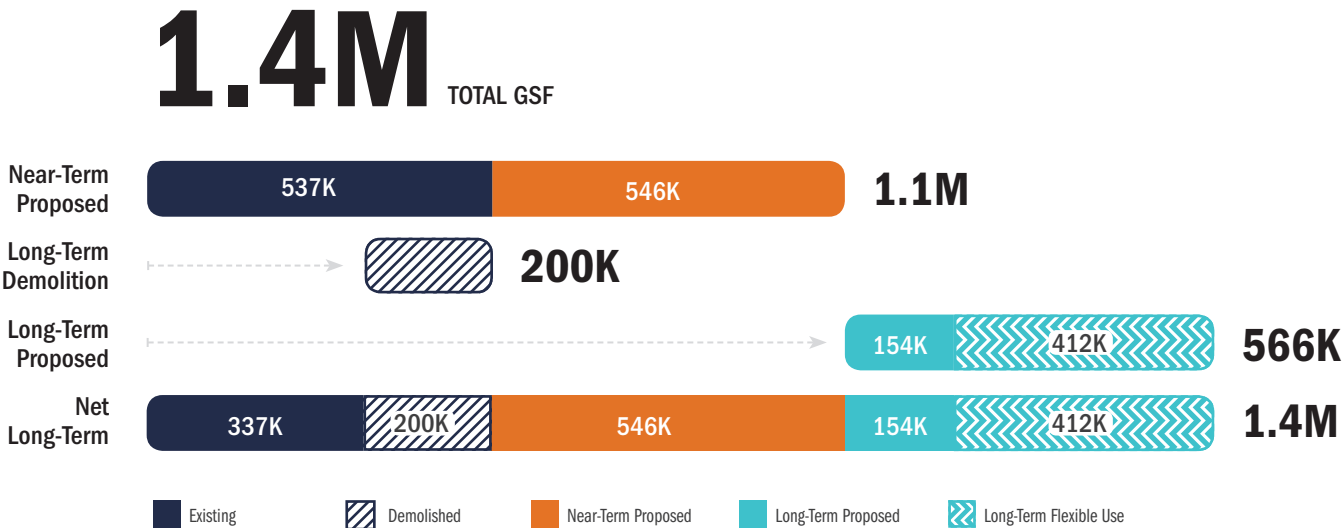 1.4M TOTAL GSF
Near-Term
Proposed
537K 546K 1.1M
Long-Term
Demolition
200K
Long-Term
Proposed
154K 412K 566K
Net
Long-Term
337K 200K 546K 154K 412K 1.4M
Existing Demolished Near-Term Proposed Long-Term Proposed Long-Term Flexible Use